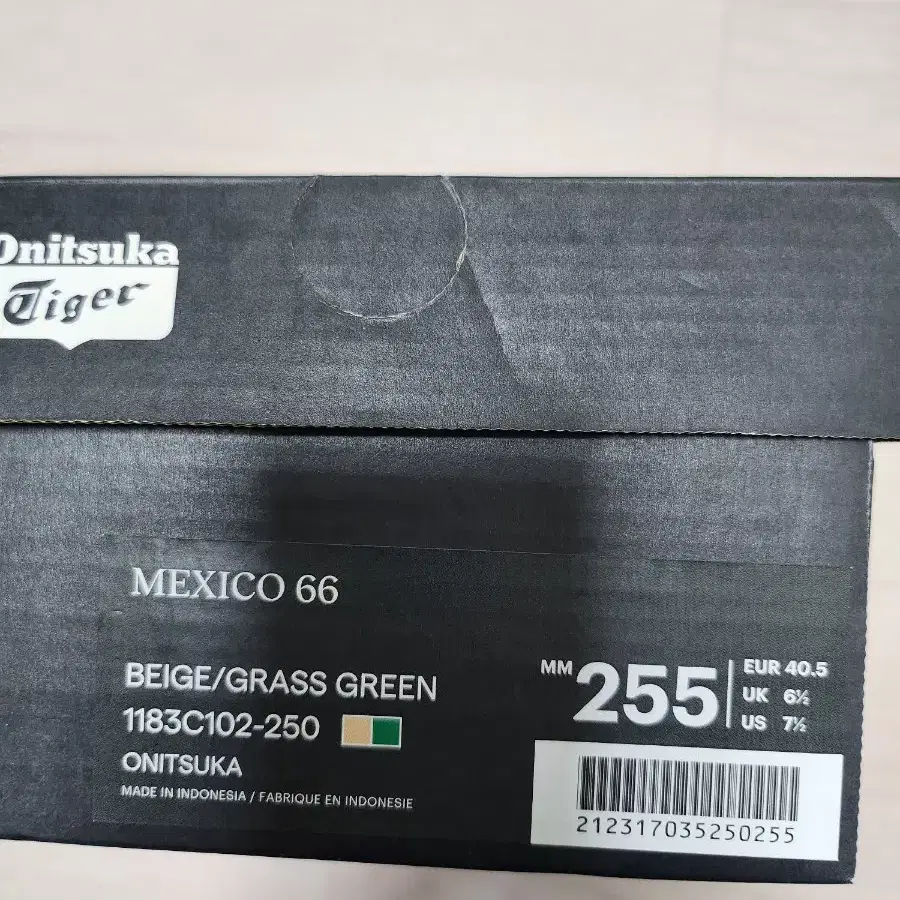 Onitsuka
Tiger
MEXICO 66
BEIGE/GRASS GREEN
1183C102-250
ONITSUKA
MADE IN INDONESIA / FABRIQUE EN INDONESIE
MM 255
EUR 40.5
UK 6½
US 7½
212317035250255